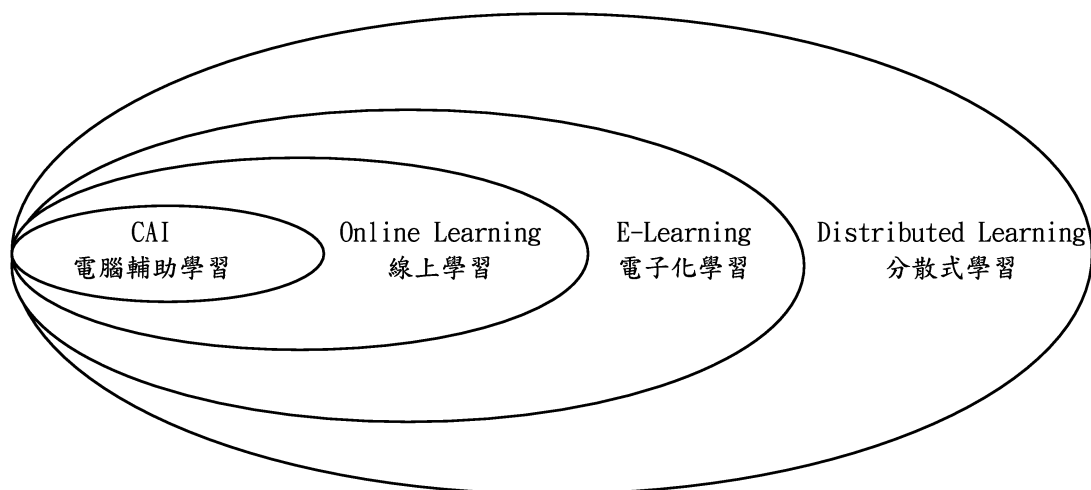 CAI
電腦輔助學習
Online Learning
線上學習
E-Learning
電子化學習
Distributed Learning
分散式學習